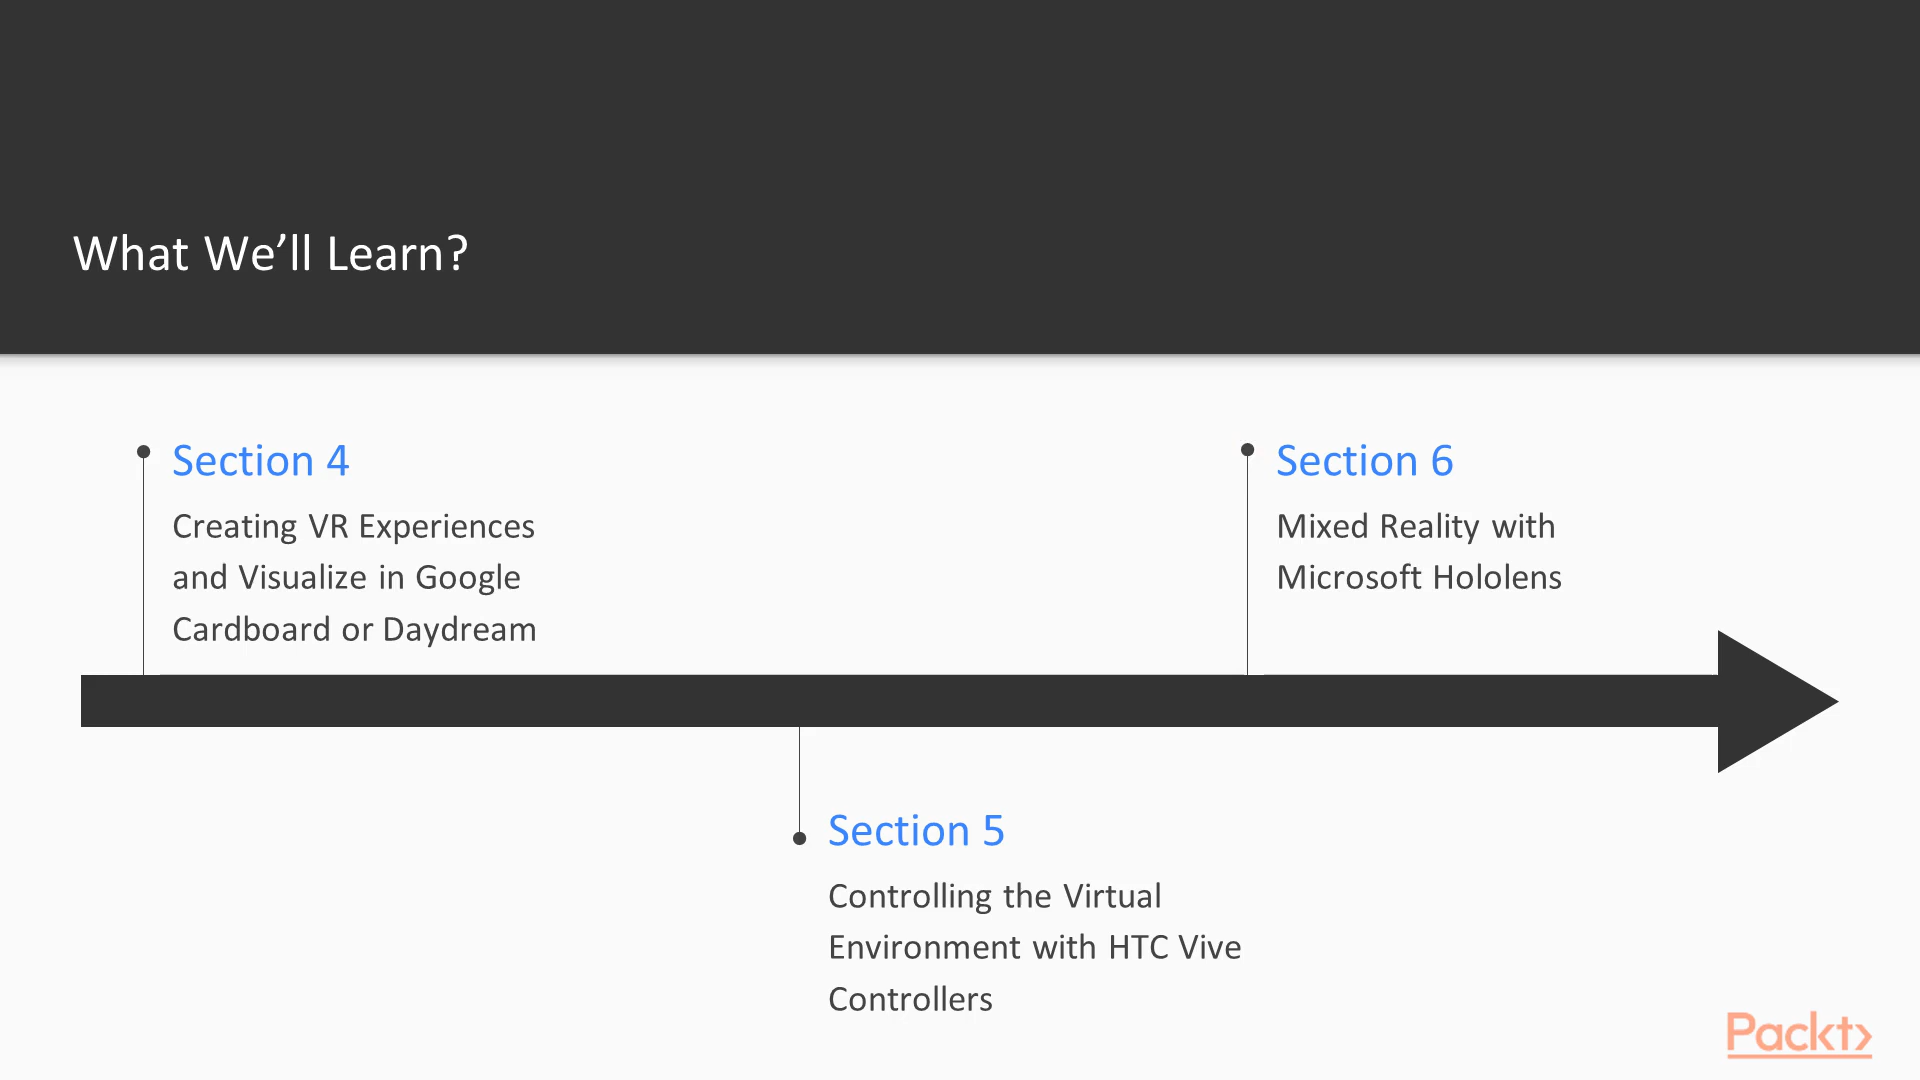 What We’ll Learn?
Section 4
Creating VR Experiences
and Visualize in Google
Cardboard or Daydream
Section 6
Mixed Reality with
Microsoft Hololens
Section 5
Controlling the Virtual
Environment with HTC Vive
Controllers
Packt>